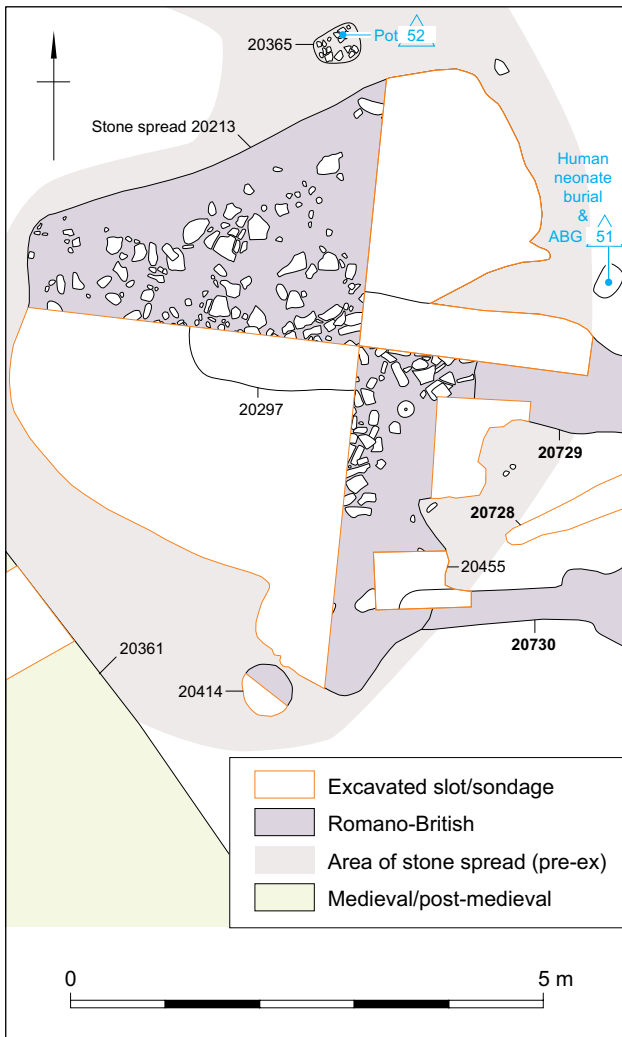 20365
Pot 52
Stone spread 20213
Human
neonate
burial
&
ABG 51
20297
20729
20728
20455
20361
20730
20414
Excavated slot/sondage
Romano-British
Area of stone spread (pre-ex)
Medieval/post-medieval
0
5 m